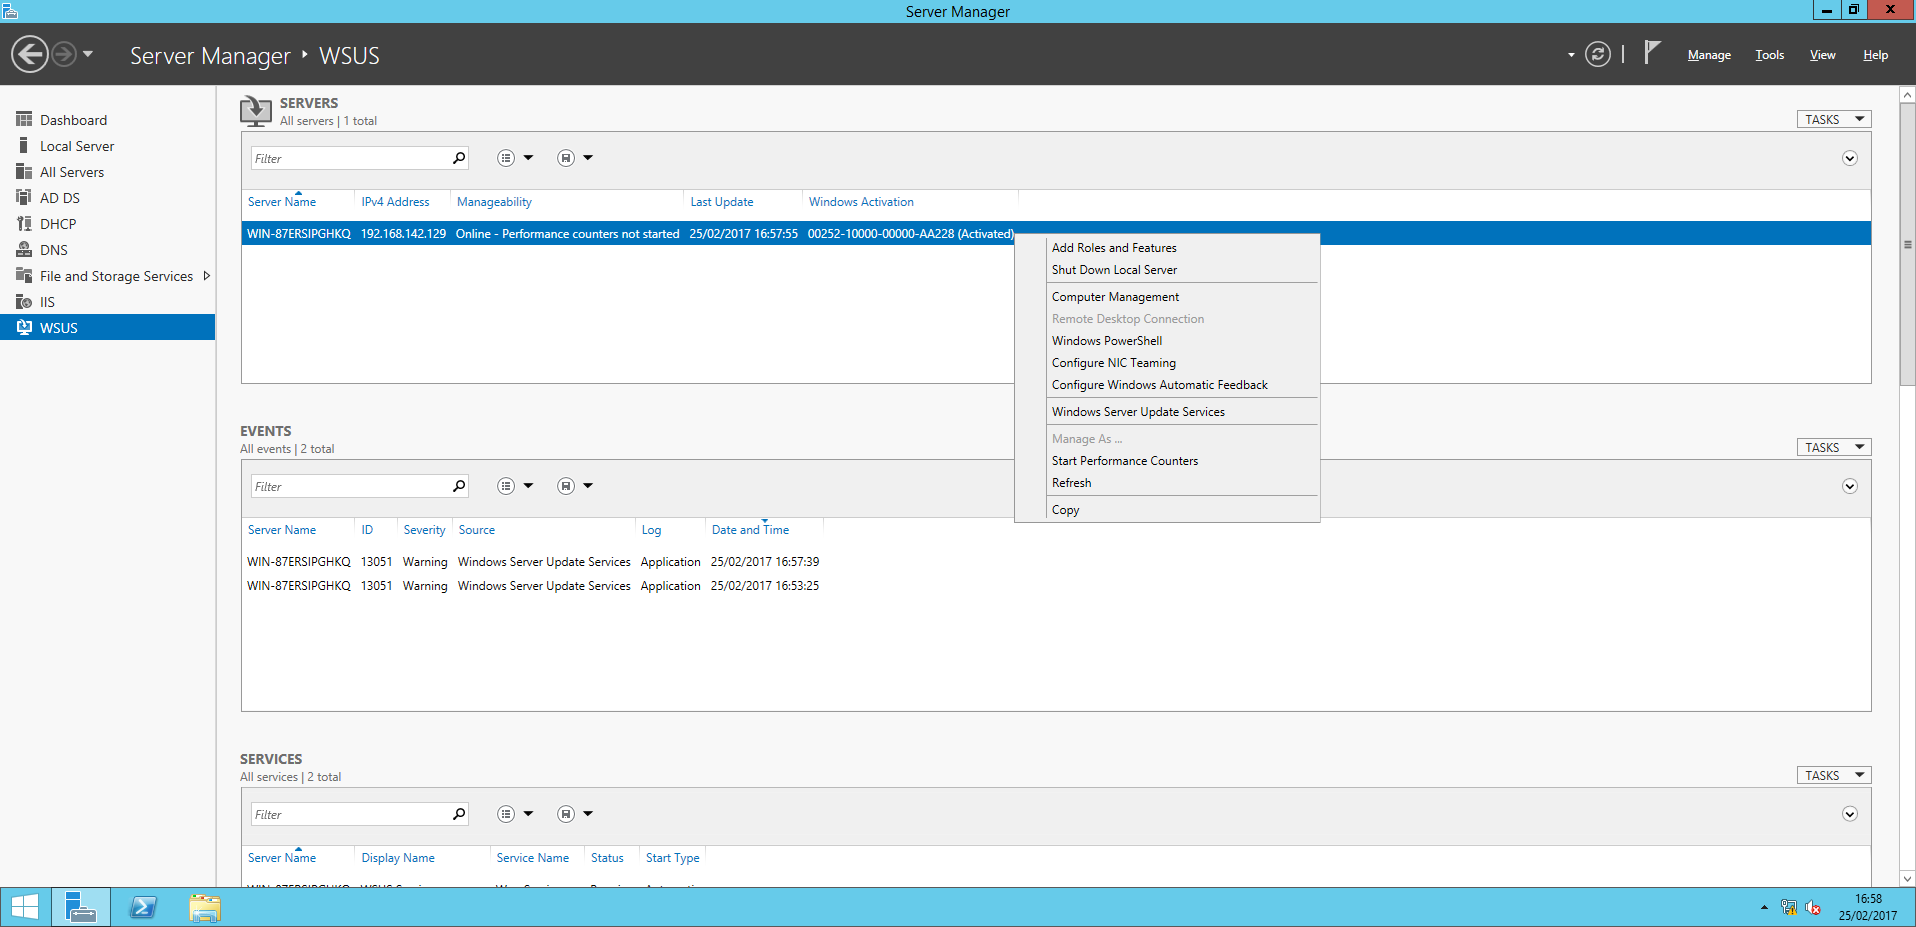 Server Manager
Server Manager ‣ WSUS
Manage Tools View Help
Dashboard
Local Server
All Servers
AD DS
DHCP
DNS
File and Storage Services
IIS
WSUS
SERVERS
All servers | 1 total
TASKS
Filter
Server Name IPv4 Address Manageability Last Update Windows Activation
WIN-87ERSIPGHKQ 192.168.142.129 Online - Performance counters not started 25/02/2017 16:57:55 00252-10000-00000-AA228 (Activated)
Add Roles and Features
Shut Down Local Server
Computer Management
Remote Desktop Connection
Windows PowerShell
Configure NIC Teaming
Configure Windows Automatic Feedback
Windows Server Update Services
Manage As ...
Start Performance Counters
Refresh
Copy
EVENTS
All events | 2 total
TASKS
Filter
Server Name ID Severity Source Log Date and Time
WIN-87ERSIPGHKQ 13051 Warning Windows Server Update Services Application 25/02/2017 16:57:39
WIN-87ERSIPGHKQ 13051 Warning Windows Server Update Services Application 25/02/2017 16:53:25
SERVICES
All services | 2 total
TASKS
Filter
Server Name Display Name Service Name Status Start Type
16:58
25/02/2017